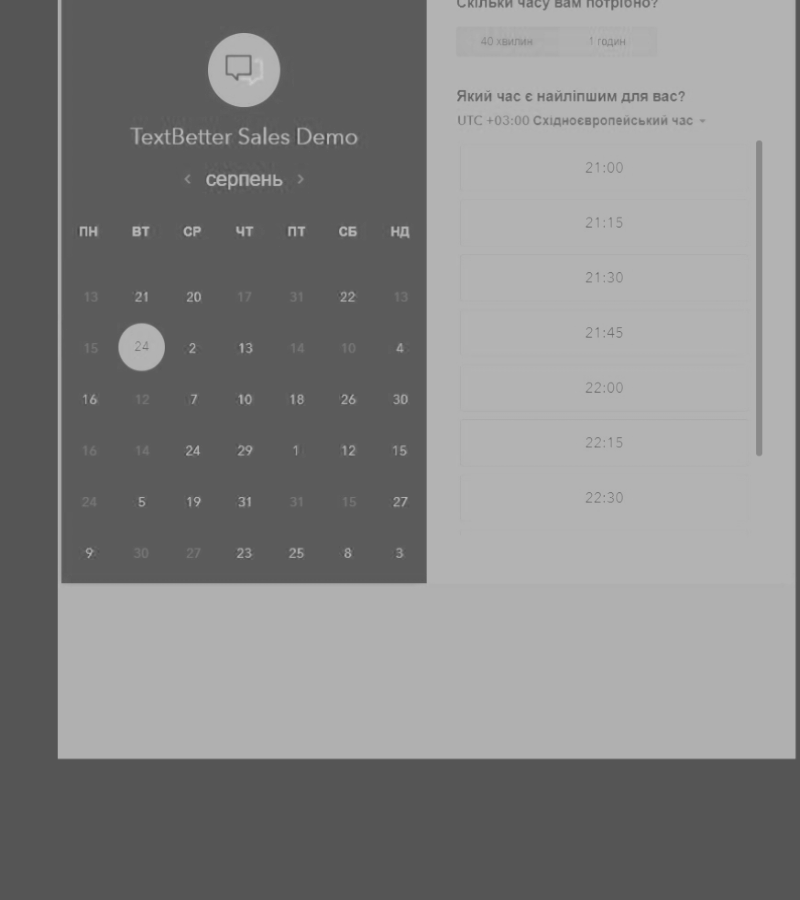 Скільки часу вам потрібно?
40 хвилин 1 годин
Який час є найліпшим для вас?
UTC +03:00 Східноєвропейський час
21:00
21:15
21:30
21:45
22:00
22:15
22:30
TextBetter Sales Demo
серпень
ПН ВТ СР ЧТ ПТ СБ НД
13 21 20 17 31 22 13
15 24 2 13 14 10 4
16 12 7 10 18 26 30
16 14 24 29 1 12 15
24 5 19 31 31 15 27
9 30 27 23 25 8 3